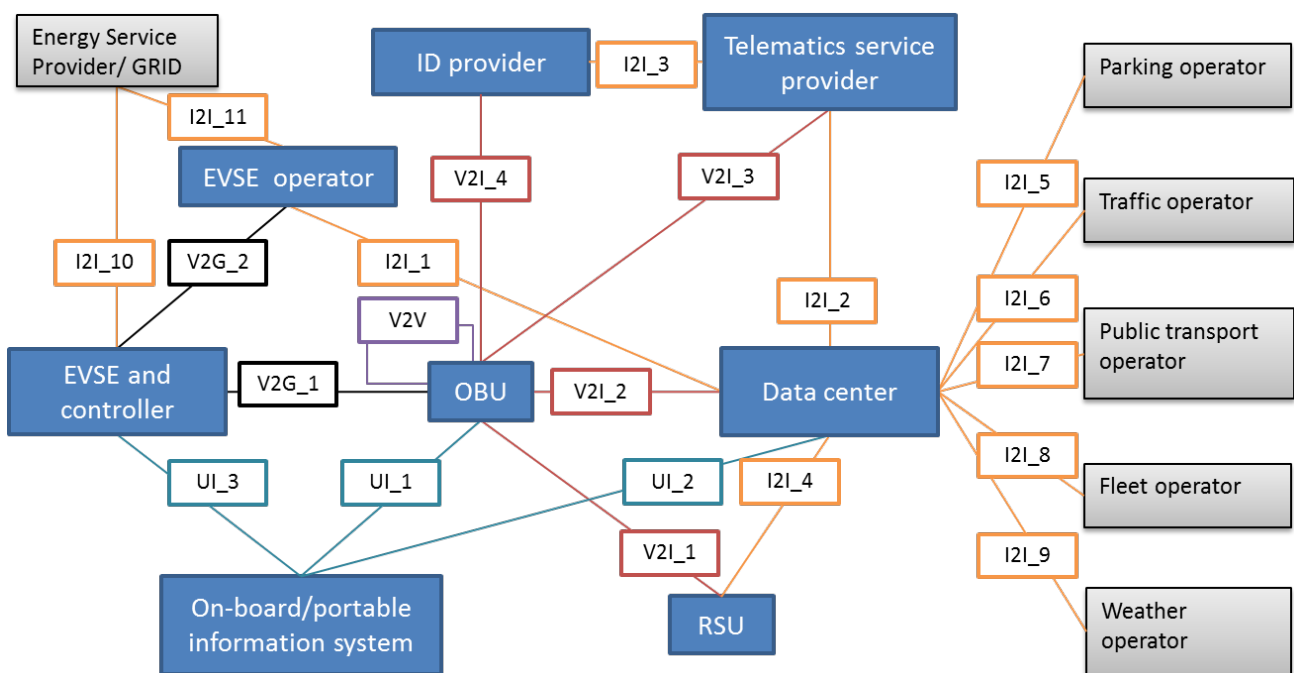 Energy Service
Provider/ GRID
ID provider
I2I_3
Telematics service
provider
Parking operator
I2I_11
EVSE operator
V2I_4
V2I_3
I2I_5
Traffic operator
I2I_10
V2G_2
I2I_1
I2I_2
I2I_6
V2V
Public transport
operator
I2I_7
EVSE and
controller
V2G_1
OBU
V2I_2
Data center
I2I_8
Fleet operator
UI_3
UI_1
UI_2
I2I_4
V2I_1
I2I_9
On-board/portable
information system
RSU
Weather
operator